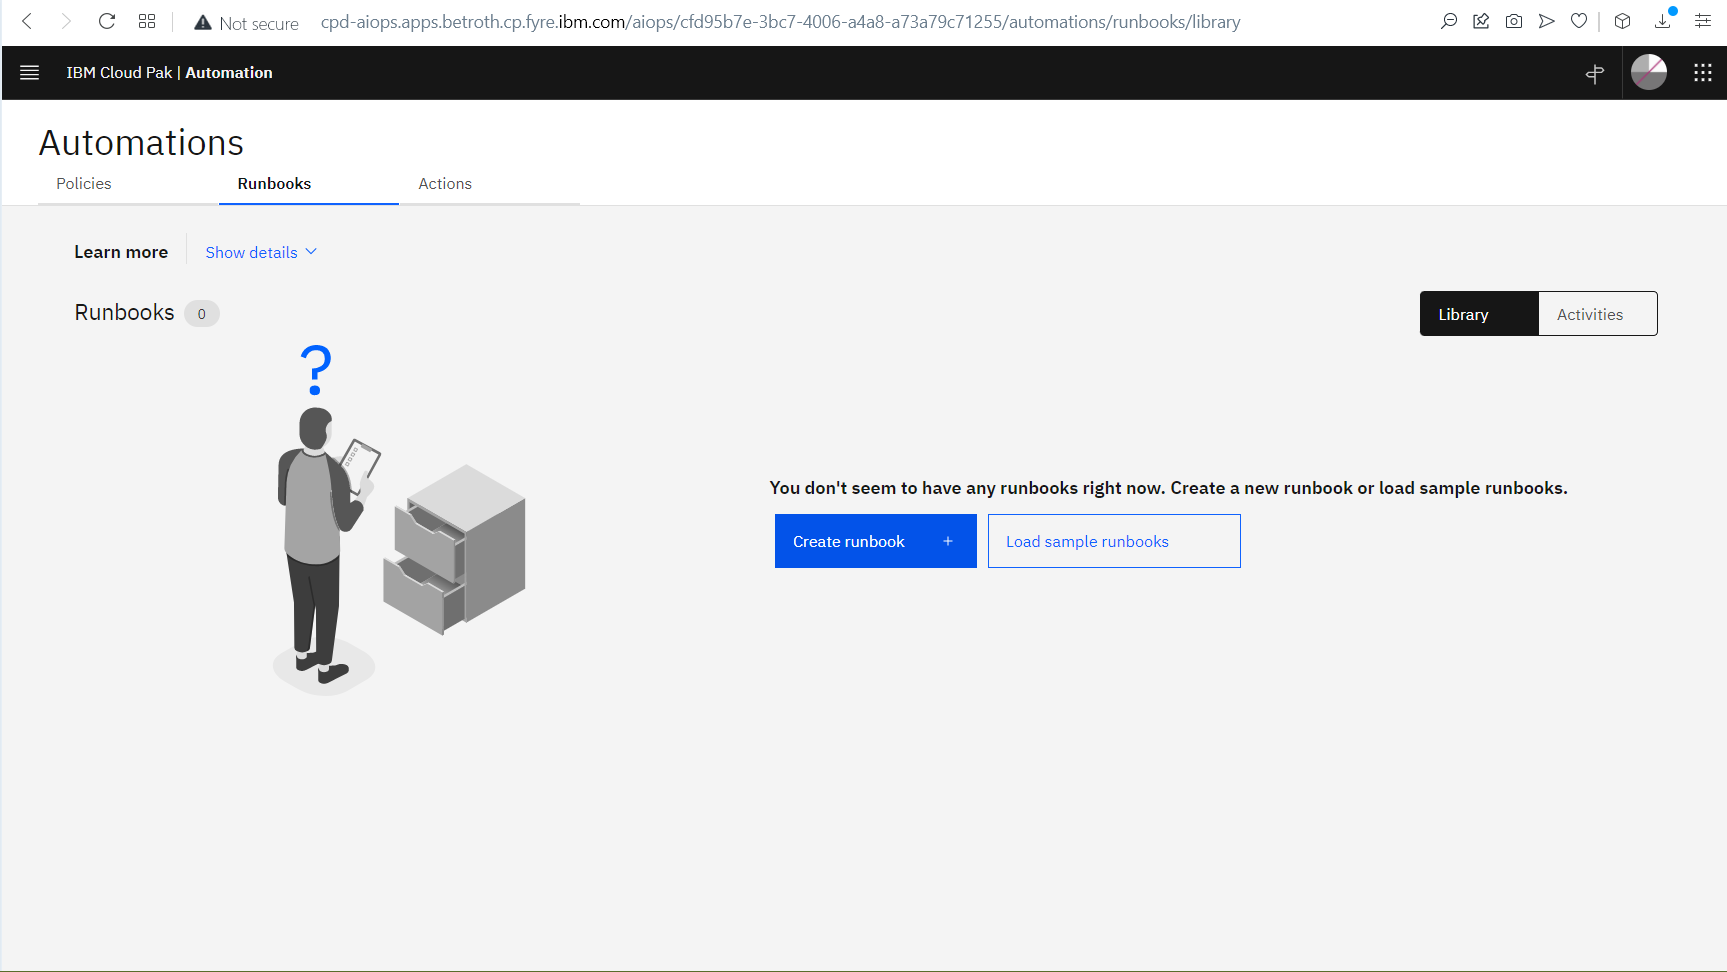 Not secure cpd-aiops.apps.betroth.cp.fyre.ibm.com/aiops/cfd95b7e-3bc7-4006-a4a8-a73a79c71255/automations/runbooks/library
IBM Cloud Pak | Automation
Automations
Policies Runbooks Actions
Learn more Show details
Runbooks 0 Library Activities
?
You don't seem to have any runbooks right now. Create a new runbook or load sample runbooks.
Create runbook + Load sample runbooks